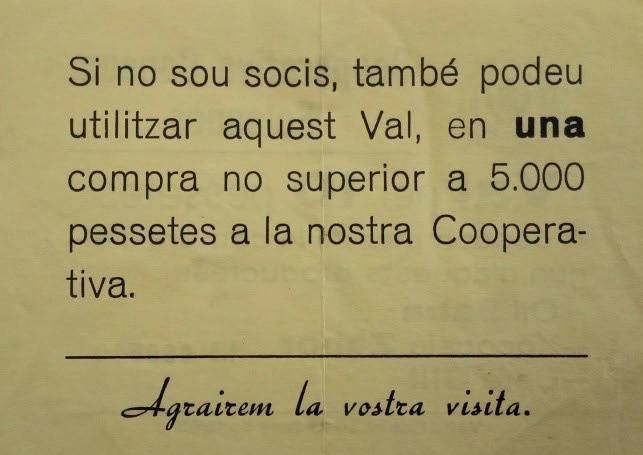 Si no sou socis, també podeu
utilitzar aquest Val, en una
compra no superior a 5.000
pessetes a la nostra Coopera-
tiva.
Agrairem la vostra visita.